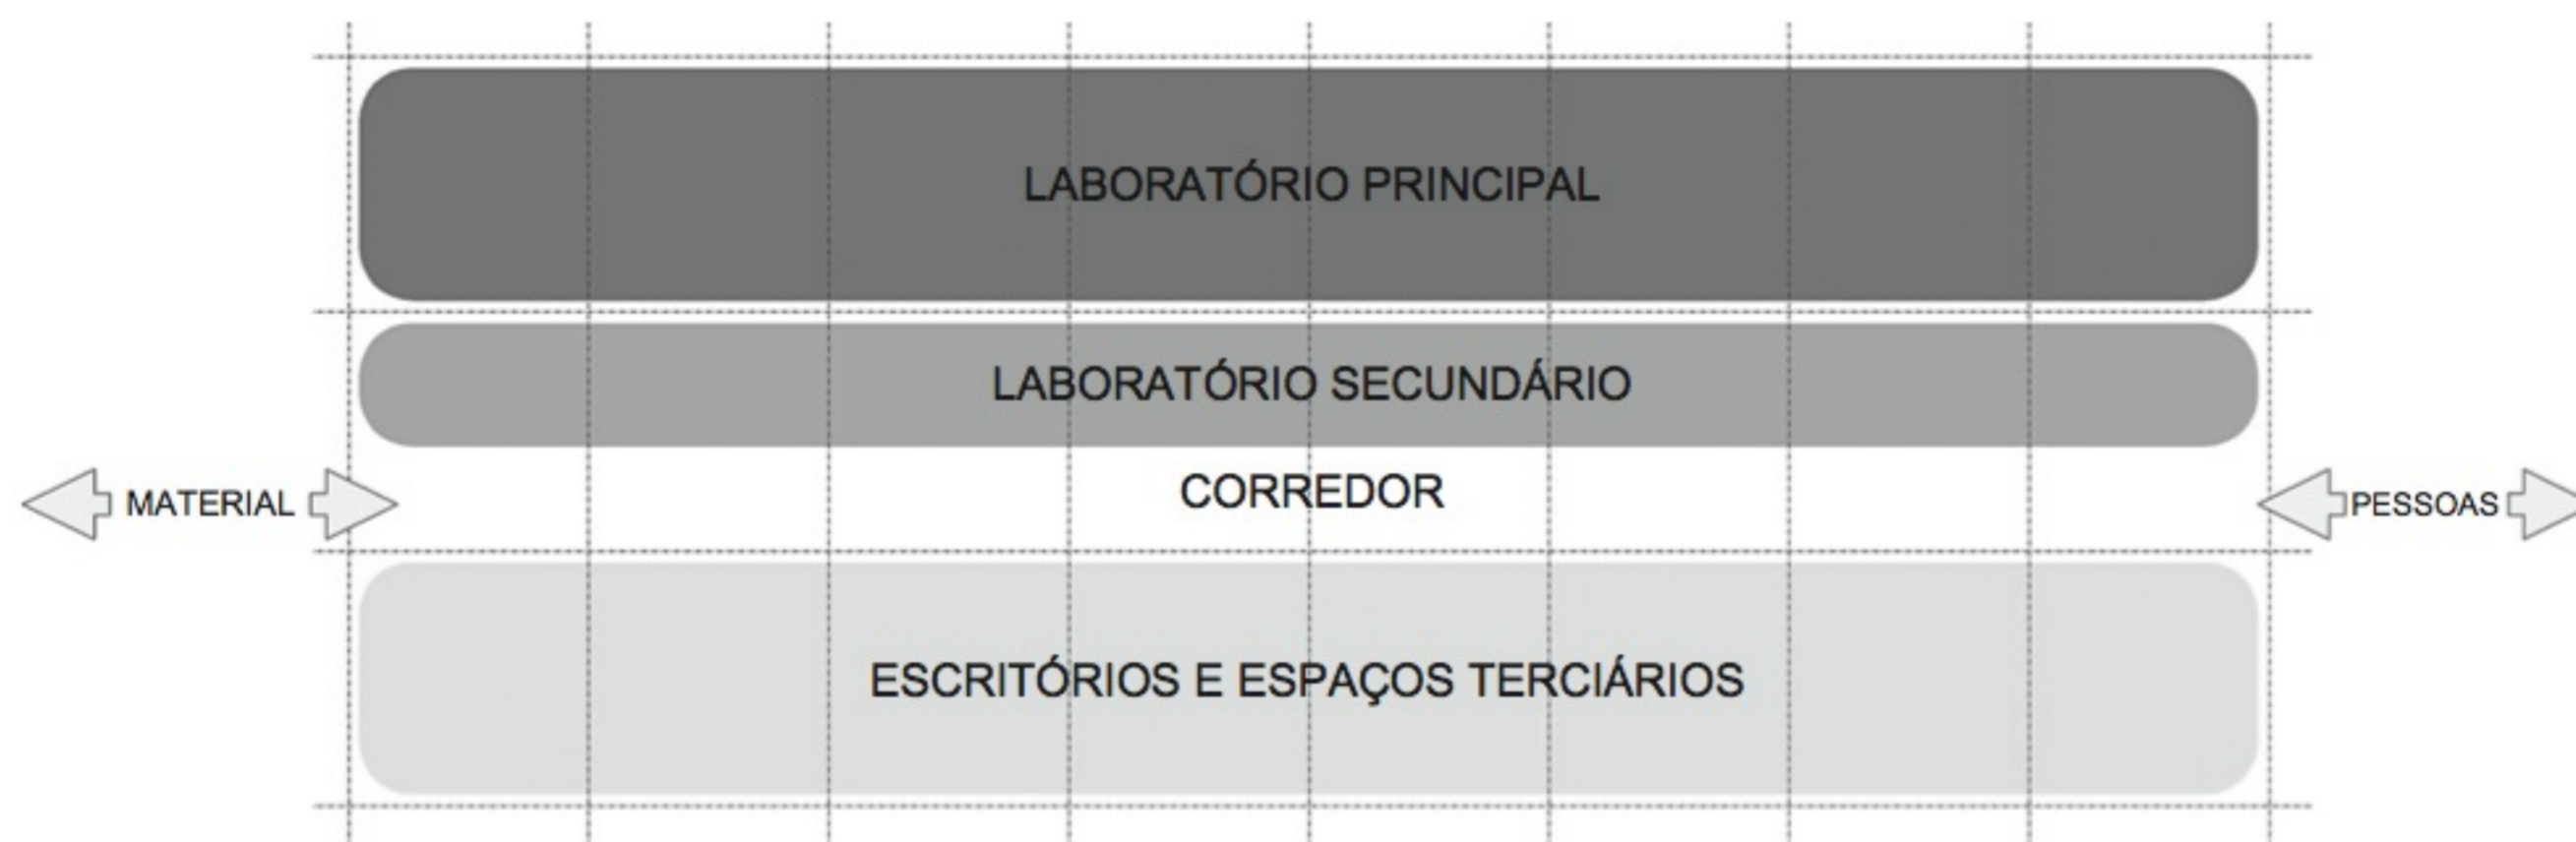 LABORATÓRIO PRINCIPAL
LABORATÓRIO SECUNDÁRIO
CORREDOR
MATERIAL
PESSOAS
ESCRITÓRIOS E ESPAÇOS TERCIÁRIOS